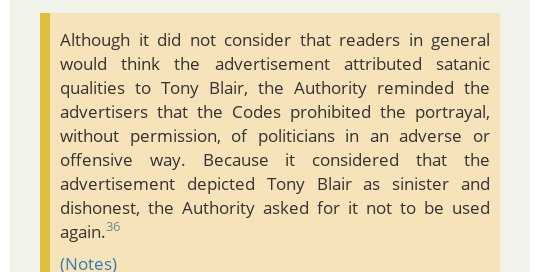 Although it did not consider that readers in general
would think the advertisement attributed satanic
qualities to Tony Blair, the Authority reminded the
advertisers that the Codes prohibited the portrayal,
without permission, of politicians in an adverse or
offensive way. Because it considered that the
advertisement depicted Tony Blair as sinister and
dishonest, the Authority asked for it not to be used
again.36
(Notes)